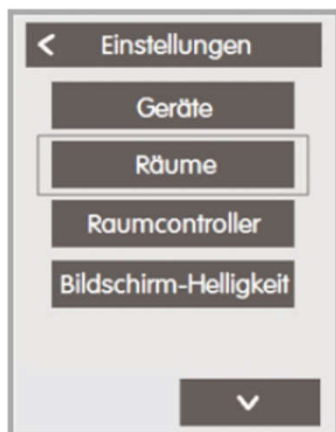 Einstellungen
Geräte
Räume
Raumcontroller
Bildschirm-Helligkeit